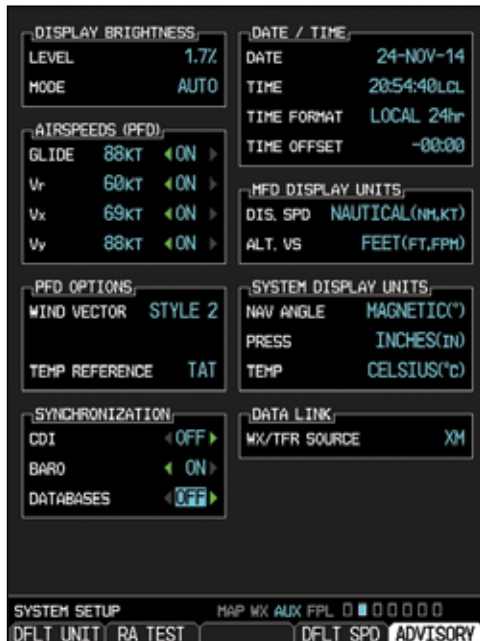 DISPLAY BRIGHTNESS
LEVEL 1.7%
MODE AUTO
AIRSPEEDS (PFD)
GLIDE 88KT ON
Vr 60KT ON
Vx 69KT ON
Vy 88KT ON
PFD OPTIONS
WIND VECTOR STYLE 2
TEMP REFERENCE TAT
SYNCHRONIZATION
CDI OFF
BARO ON
DATABASES OFF
DATE / TIME
DATE 24-NOV-14
TIME 20:54:40LCL
TIME FORMAT LOCAL 24hr
TIME OFFSET -00:00
MFD DISPLAY UNITS
DIS, SPD NAUTICAL(NM,KT)
ALT, VS FEET(FT,FPM)
SYSTEM DISPLAY UNITS
NAV ANGLE MAGNETIC(°)
PRESS INCHES(IN)
TEMP CELSIUS(°C)
DATA LINK
WX/TFR SOURCE XM
SYSTEM SETUP MAP WX AUX FPL
DFLT UNIT RA TEST DFLT SPD ADVISORY